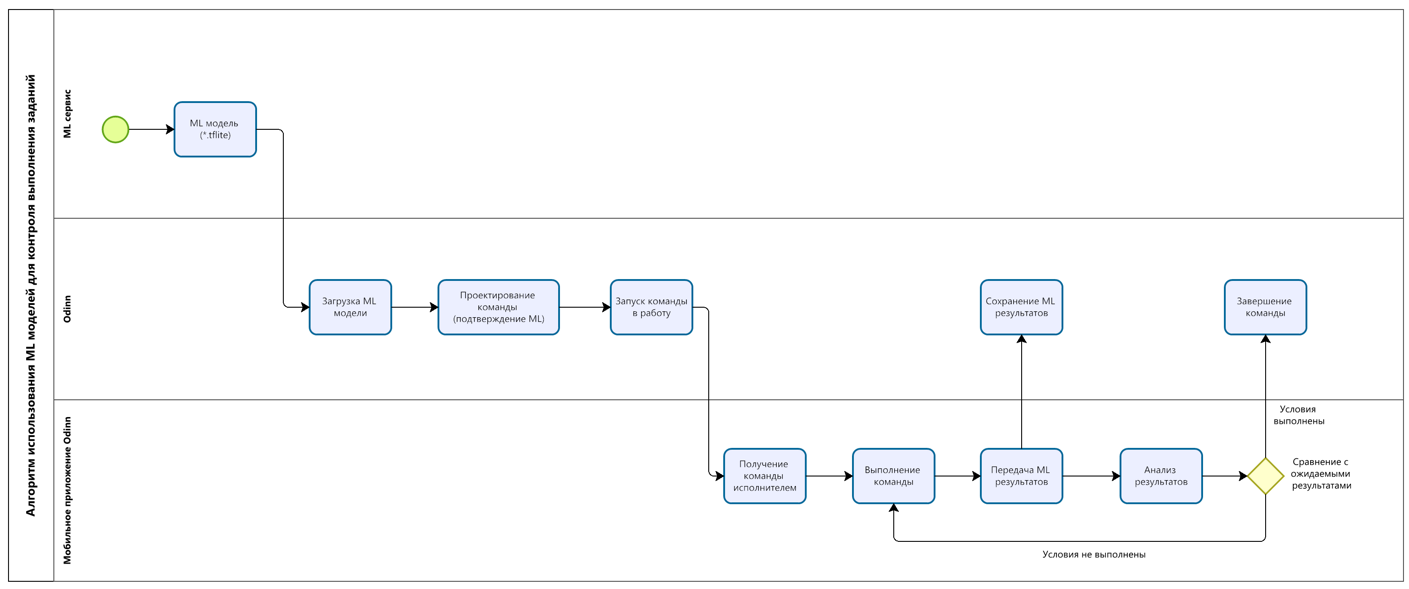 Алгоритм использования ML моделей для контроля выполнения заданий
ML сервис
ML модель
(*.tflite)
Odinn
Загрузка ML
модели
Проектирование
команды
(подтверждение ML)
Запуск команды
в работу
Сохранение ML
результатов
Завершение
команды
Мобильное приложение Odinn
Получение
команды
исполнителем
Выполнение
команды
Передача ML
результатов
Анализ
результатов
Условия
выполнены
Сравнение с
ожидаемыми
результатами
Условия не выполнены